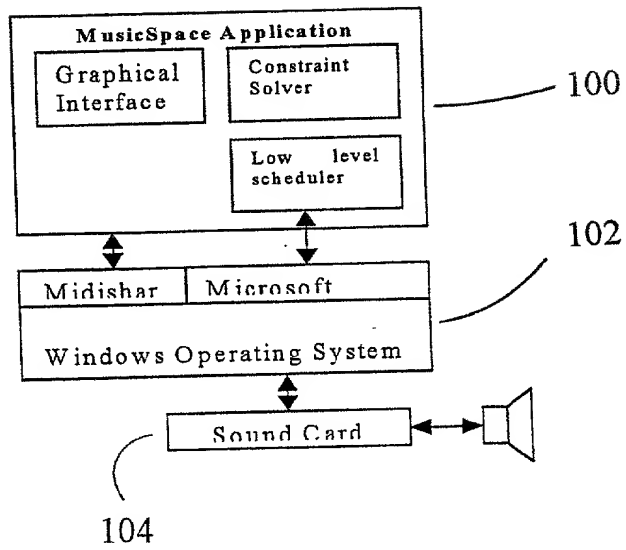 MusicSpace Application
Graphical
Interface
Constraint
Solver
Low level
scheduler
100
102
Midishar
Microsoft
Windows Operating System
Sound Card
104